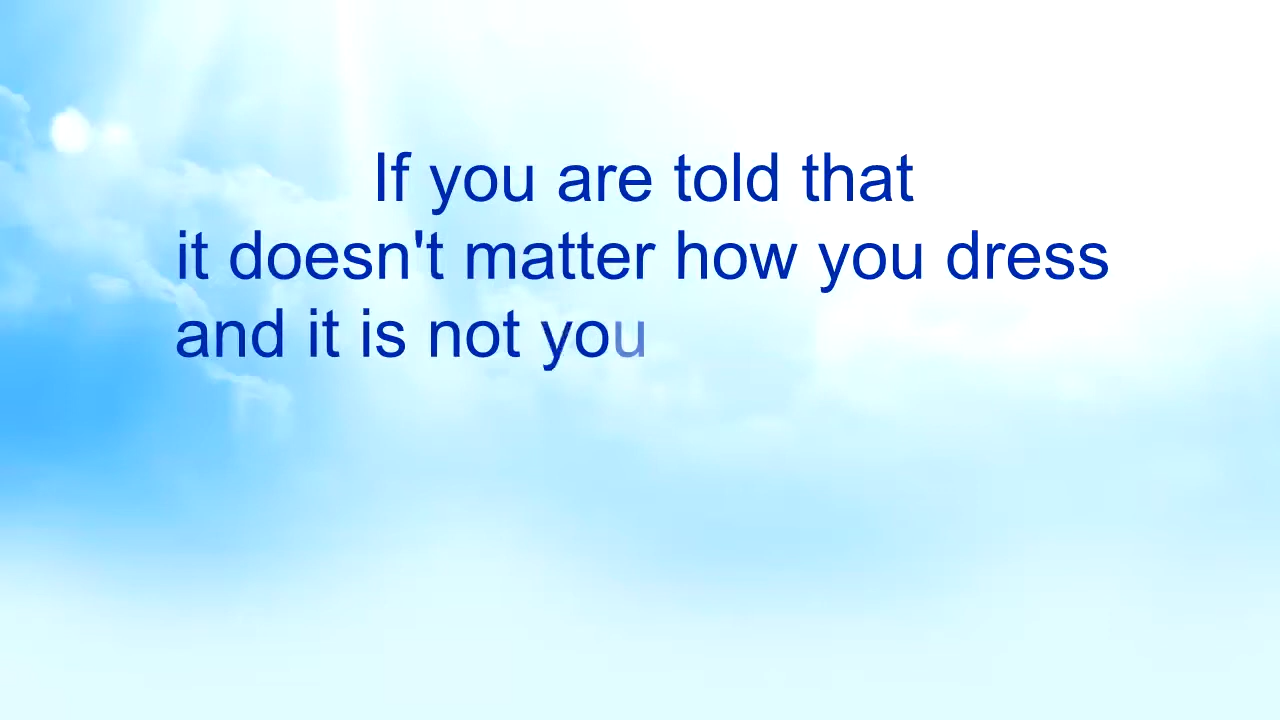 If you are told that
it doesn't matter how you dress
and it is not you